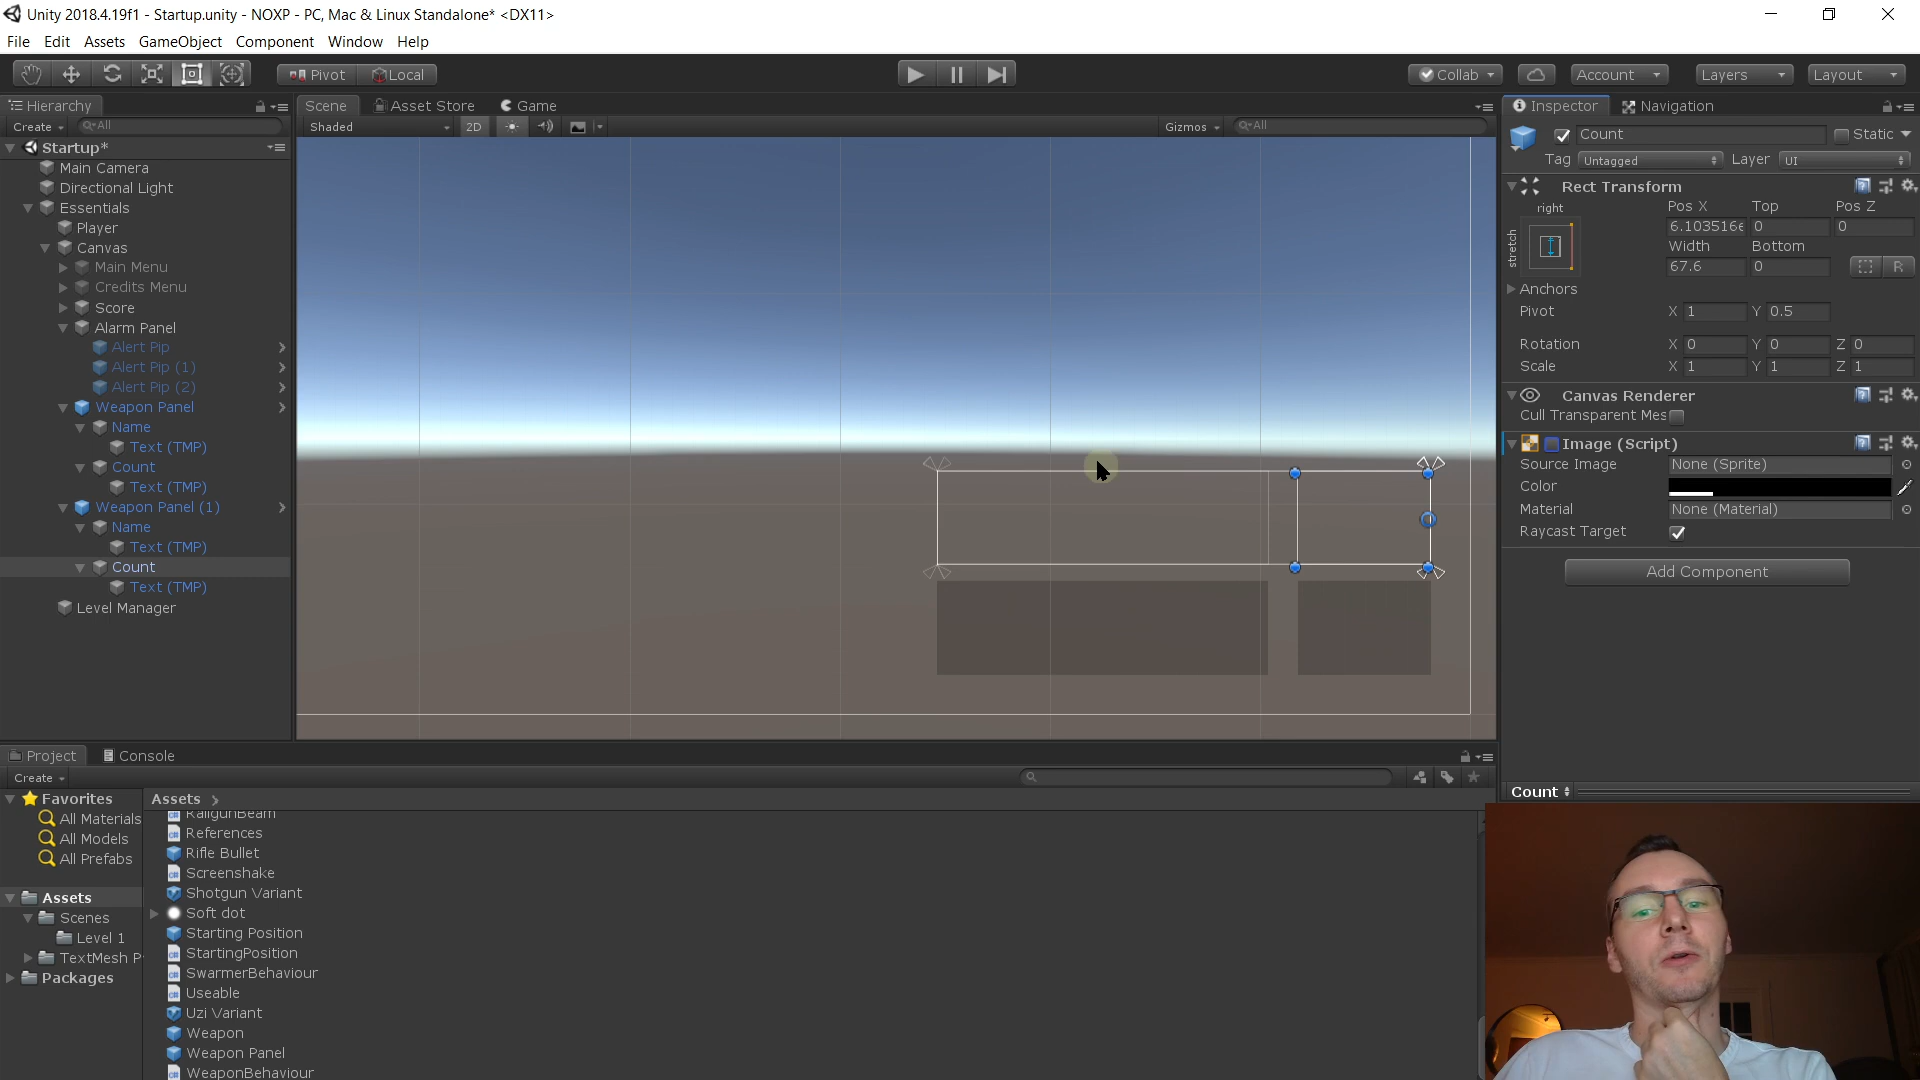 Unity 2018.4.19f1 - Startup.unity - NOXP - PC, Mac & Linux Standalone* <DX11>
File Edit Assets GameObject Component Window Help
Pivot Local Collab Account Layers Layout
Hierarchy
Create All
Startup*
Main Camera
Directional Light
Essentials
Player
Canvas
Main Menu
Credits Menu
Score
Alarm Panel
Alert Pip
Alert Pip (1)
Alert Pip (2)
Weapon Panel
Name
Text (TMP)
Count
Text (TMP)
Weapon Panel (1)
Name
Text (TMP)
Count
Text (TMP)
Level Manager
Scene Asset Store Game
Shaded 2D Gizmos All
Inspector Navigation
Count Static
Tag Untagged Layer UI
Rect Transform
right Pos X Top Pos Z
stretch
6.103516e 0 0
Width Bottom
67.6 0 R
Anchors
Pivot X 1 Y 0.5
Rotation X 0 Y 0 Z 0
Scale X 1 Y 1 Z 1
Canvas Renderer
Cull Transparent Mes
Image (Script)
Source Image None (Sprite)
Color
Material None (Material)
Raycast Target
Add Component
Count
Project Console
Create
Favorites
All Materials
All Models
All Prefabs
Assets
Scenes
Level 1
TextMesh P
Packages
Assets
RailgunBeam
References
Rifle Bullet
Screenshake
Shotgun Variant
Soft dot
Starting Position
StartingPosition
SwarmerBehaviour
Useable
Uzi Variant
Weapon
Weapon Panel
WeaponBehaviour